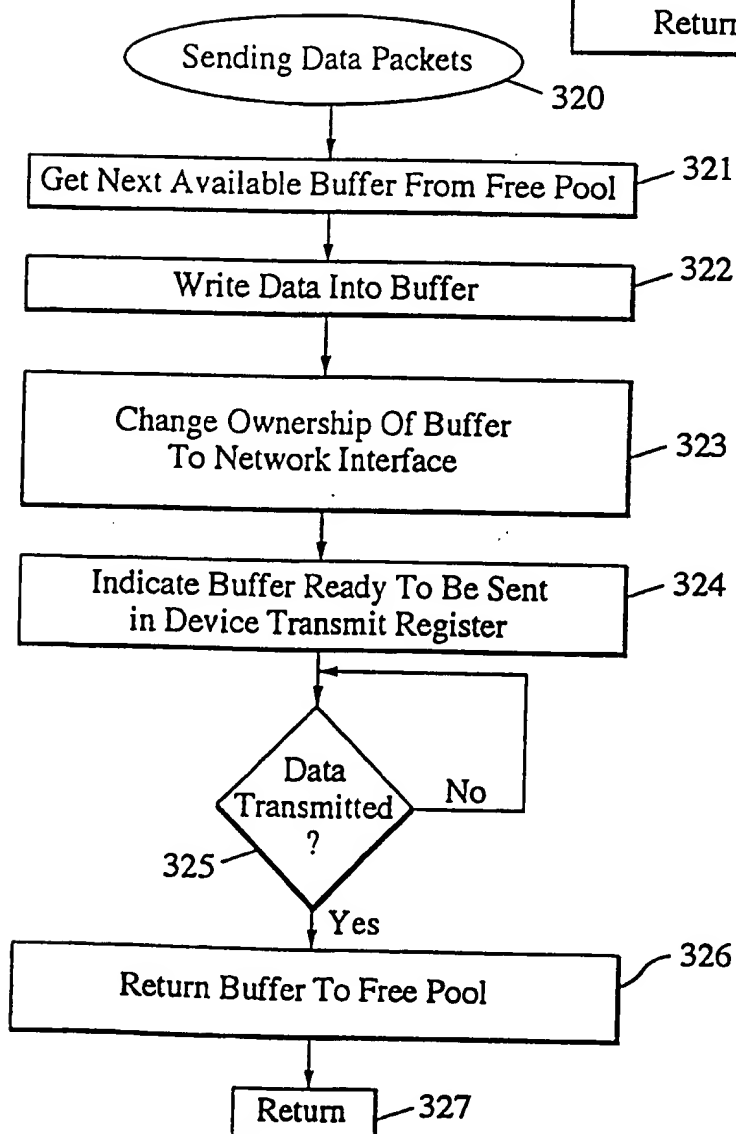 Return
Sending Data Packets
320
Get Next Available Buffer From Free Pool
321
Write Data Into Buffer
322
Change Ownership Of Buffer
To Network Interface
323
Indicate Buffer Ready To Be Sent
in Device Transmit Register
324
Data
Transmitted
?
No
325
Yes
Return Buffer To Free Pool
326
Return
327